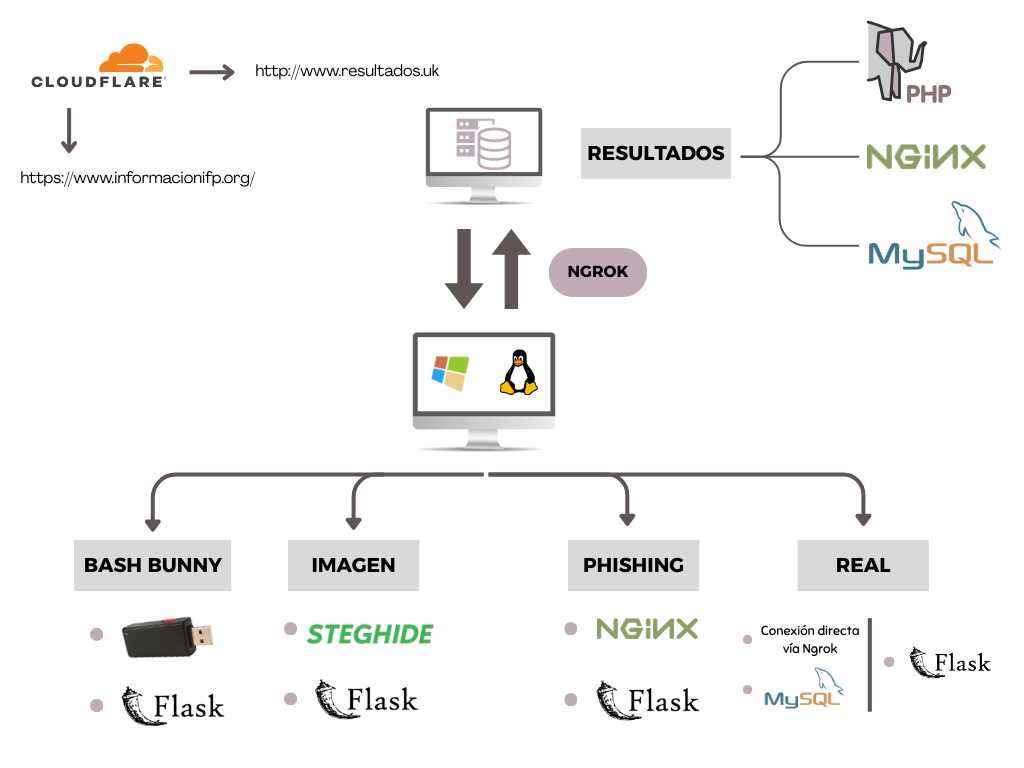 CLOUDFLARE
http://www.resultados.uk
https://www.informacionifp.org/
PHP
RESULTADOS
NGiNX
MySQL
NGROK
BASH BUNNY
IMAGEN
PHISHING
REAL
STEGHIDE
NGiNX
Conexión directa
vía Ngrok
MySQL
Flask
Flask
Flask
Flask